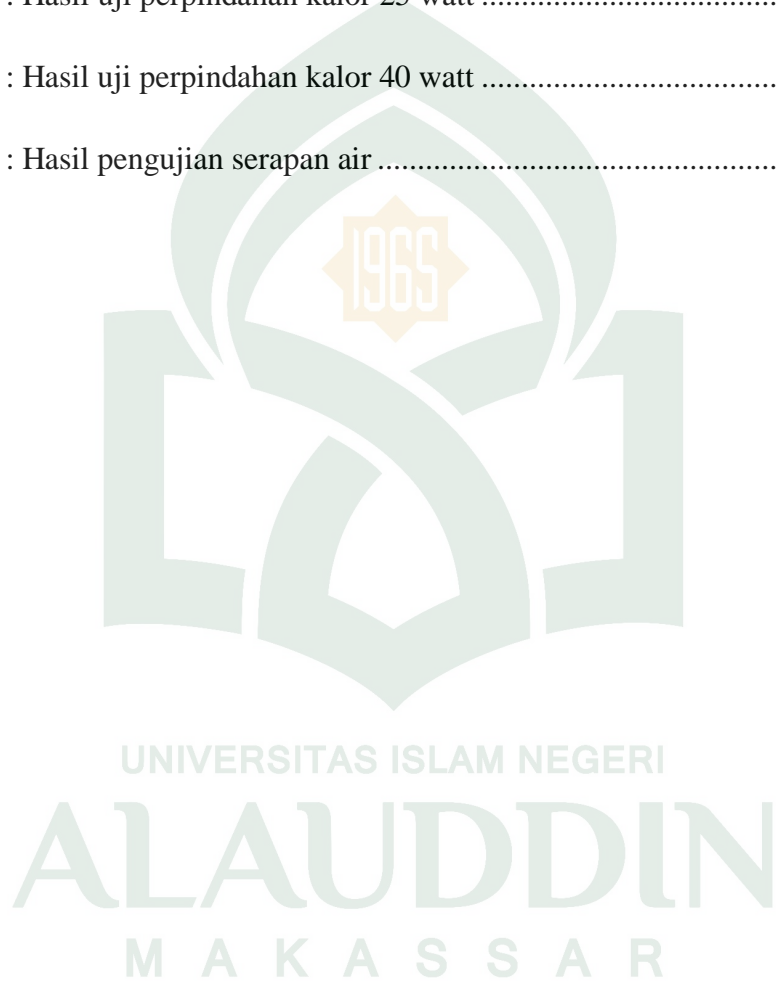 : Hasil uji perpindahan kalor 25 watt .....................................
: Hasil uji perpindahan kalor 40 watt .....................................
: Hasil pengujian serapan air ..................................................
1965
UNIVERSITAS ISLAM NEGERI
ALAUDDIN
MAKASSAR